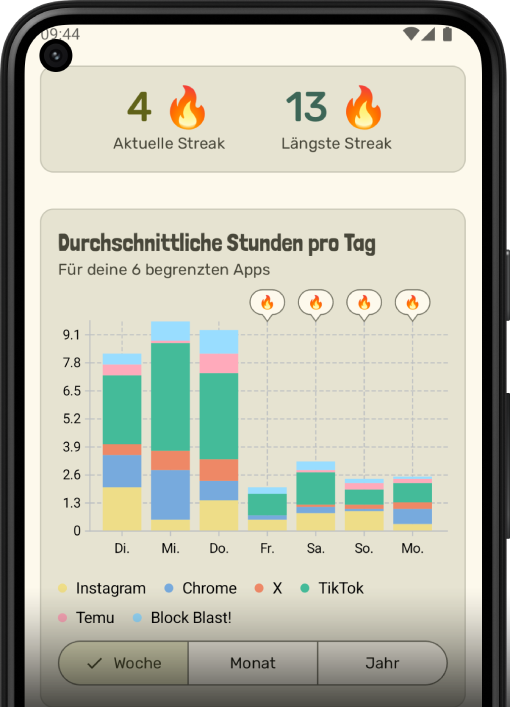 09:44
4 🔥 13 🔥
Aktuelle Streak Längste Streak
Durchschnittliche Stunden pro Tag
Für deine 6 begrenzten Apps
9.1
7.8
6.5
5.2
3.9
2.6
1.3
0
Di. Mi. Do. Fr. Sa. So. Mo.
Instagram Chrome X TikTok
Temu Block Blast!
Woche Monat Jahr